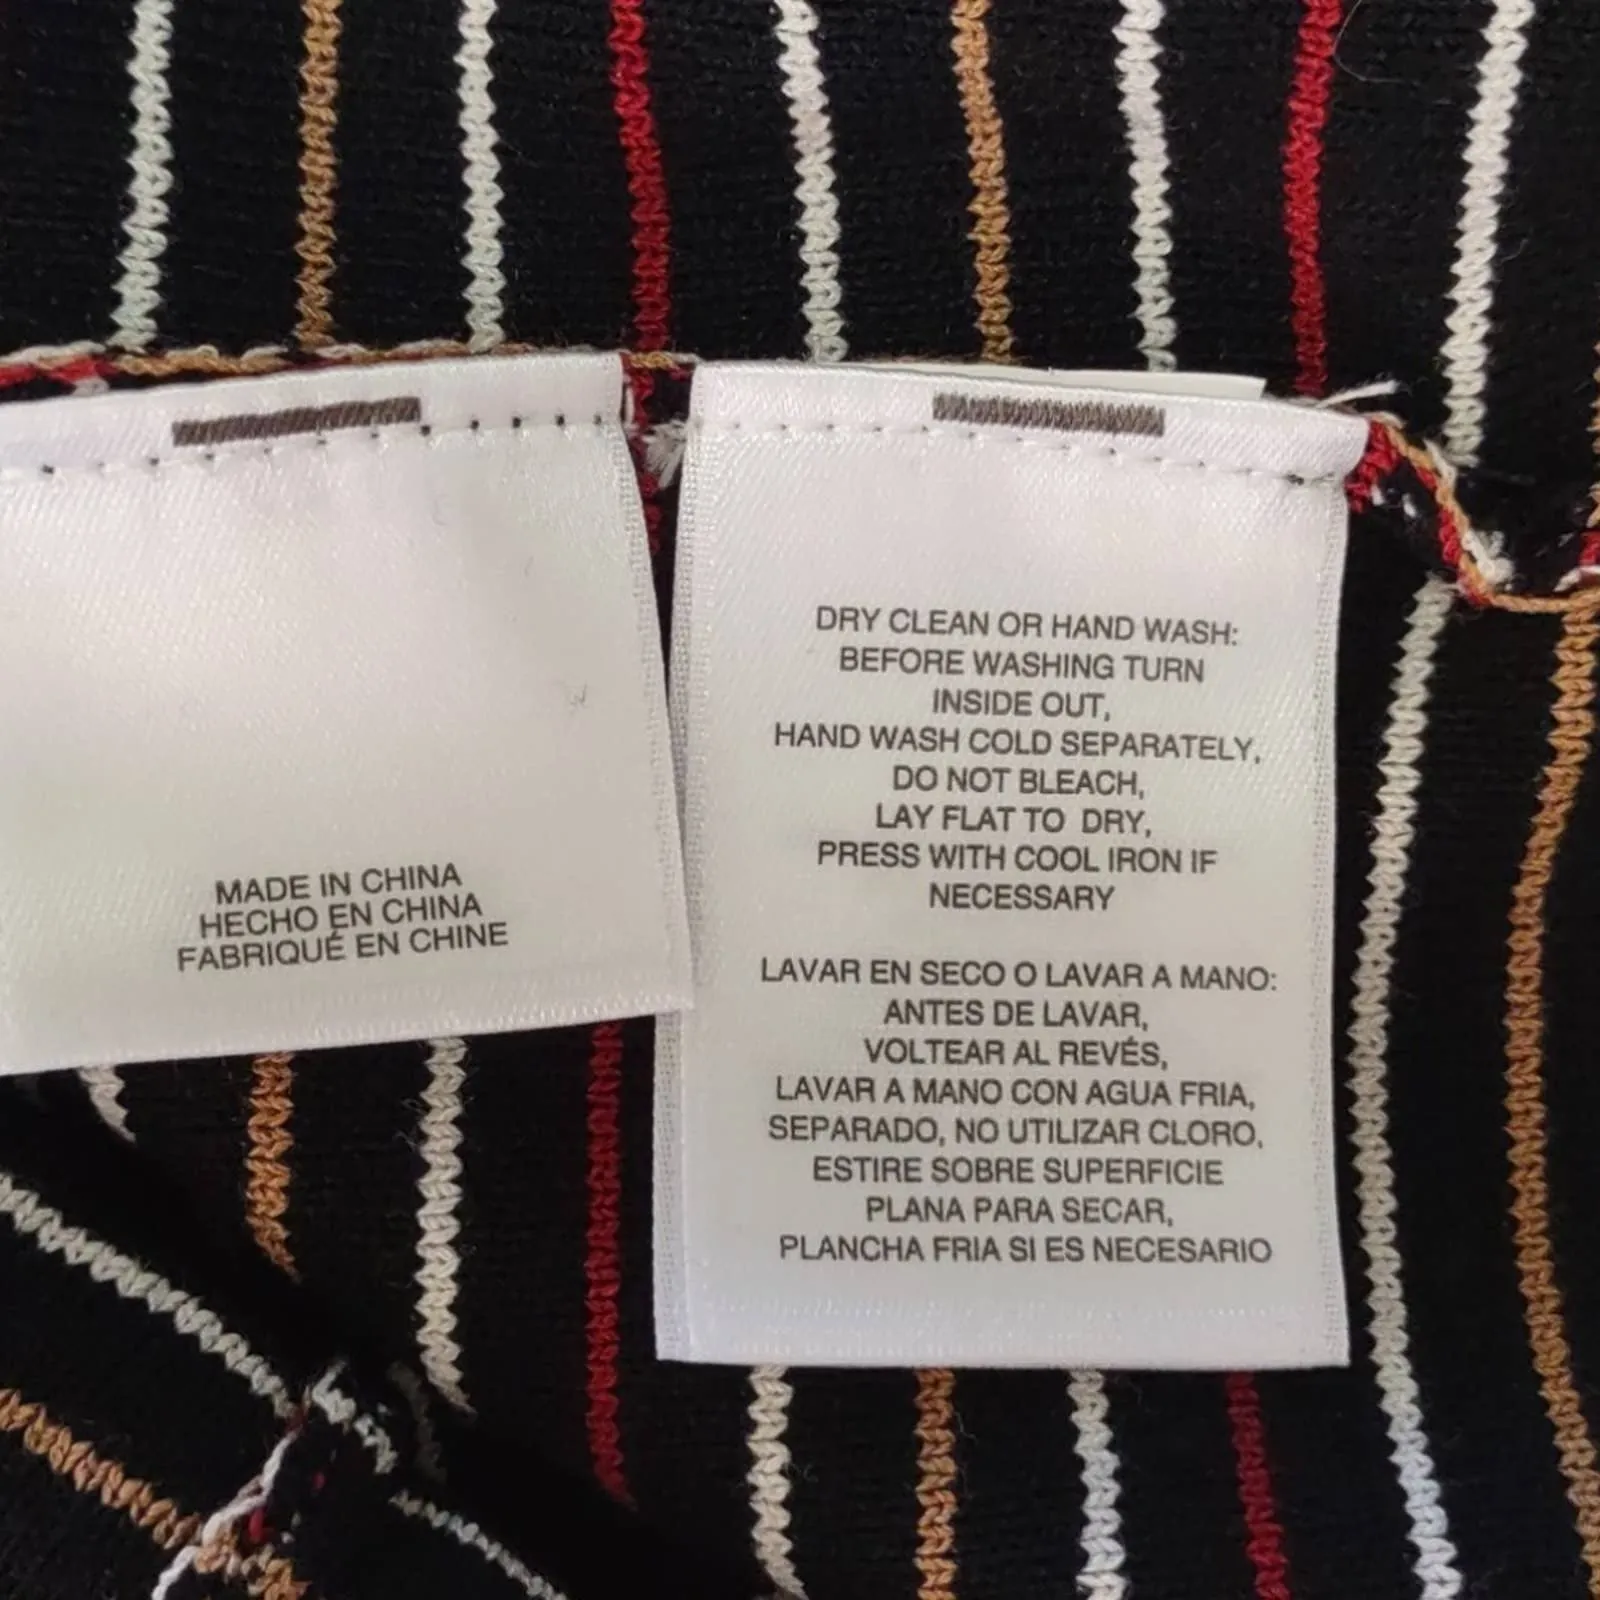 MADE IN CHINA
HECHO EN CHINA
FABRIQUÉ EN CHINE
DRY CLEAN OR HAND WASH:
BEFORE WASHING TURN
INSIDE OUT,
HAND WASH COLD SEPARATELY,
DO NOT BLEACH,
LAY FLAT TO DRY,
PRESS WITH COOL IRON IF
NECESSARY
LAVAR EN SECO O LAVAR A MANO:
ANTES DE LAVAR,
VOLTEAR AL REVÉS,
LAVAR A MANO CON AGUA FRIA,
SEPARADO, NO UTILIZAR CLORO,
ESTIRE SOBRE SUPERFICIE
PLANA PARA SECAR,
PLANCHA FRIA SI ES NECESARIO